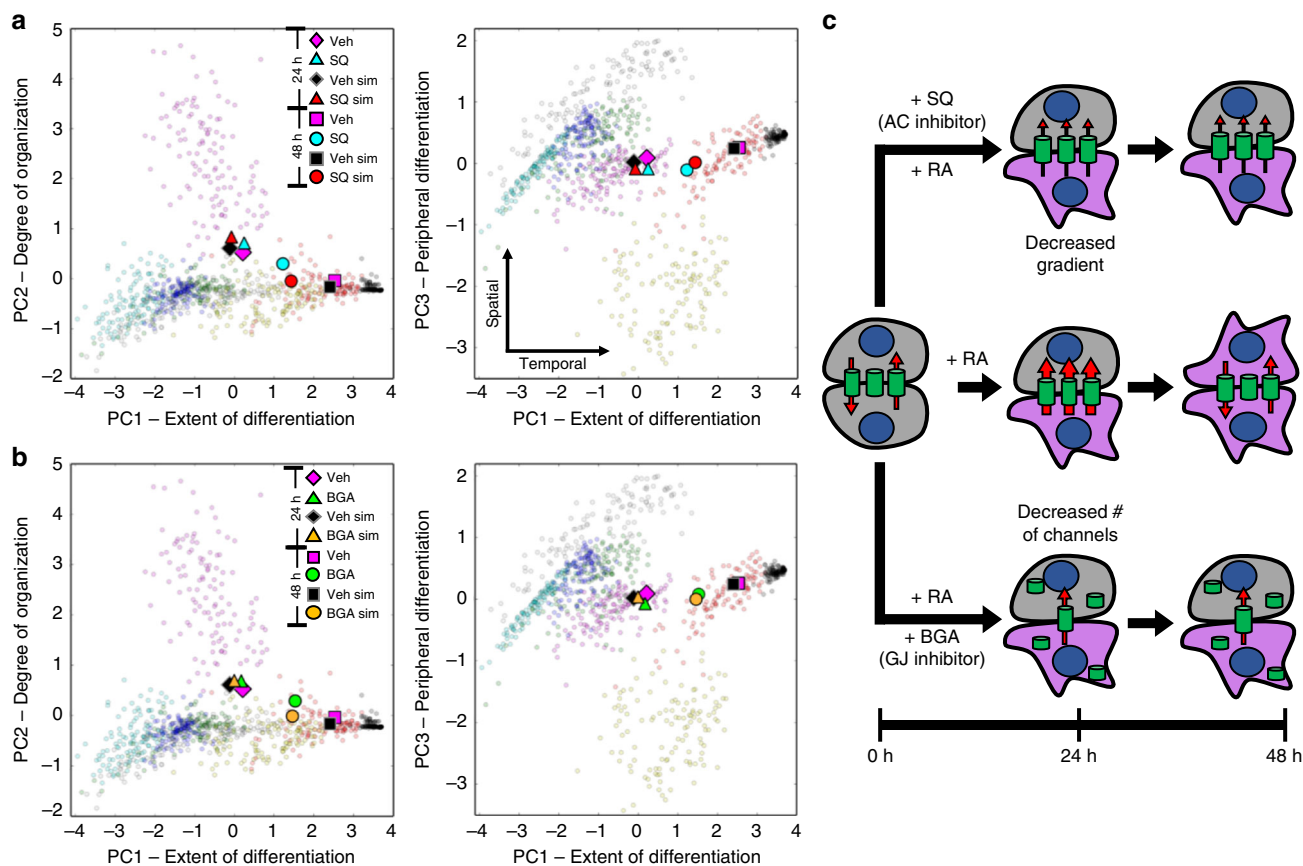 a
PC2 – Degree of organization
5
4
3
2
1
0
–1
–2
24 h
48 h
Veh
SQ
Veh sim
SQ sim
Veh
SQ
Veh sim
SQ sim
–4 –3 –2 –1 0 1 2 3 4
PC1 – Extent of differentiation
PC3 – Peripheral differentiation
2
1
0
–1
–2
–3
Spatial
Temporal
–4 –3 –2 –1 0 1 2 3 4
PC1 – Extent of differentiation
b
PC2 – Degree of organization
5
4
3
2
1
0
–1
–2
24 h
48 h
Veh
BGA
Veh sim
BGA sim
Veh
BGA
Veh sim
BGA sim
–4 –3 –2 –1 0 1 2 3 4
PC1 – Extent of differentiation
PC3 – Peripheral differentiation
2
1
0
–1
–2
–3
–4 –3 –2 –1 0 1 2 3 4
PC1 – Extent of differentiation
c
+ SQ
(AC inhibitor)
+ RA
Decreased
gradient
+ RA
Decreased #
of channels
+ RA
+ BGA
(GJ inhibitor)
0 h
24 h
48 h